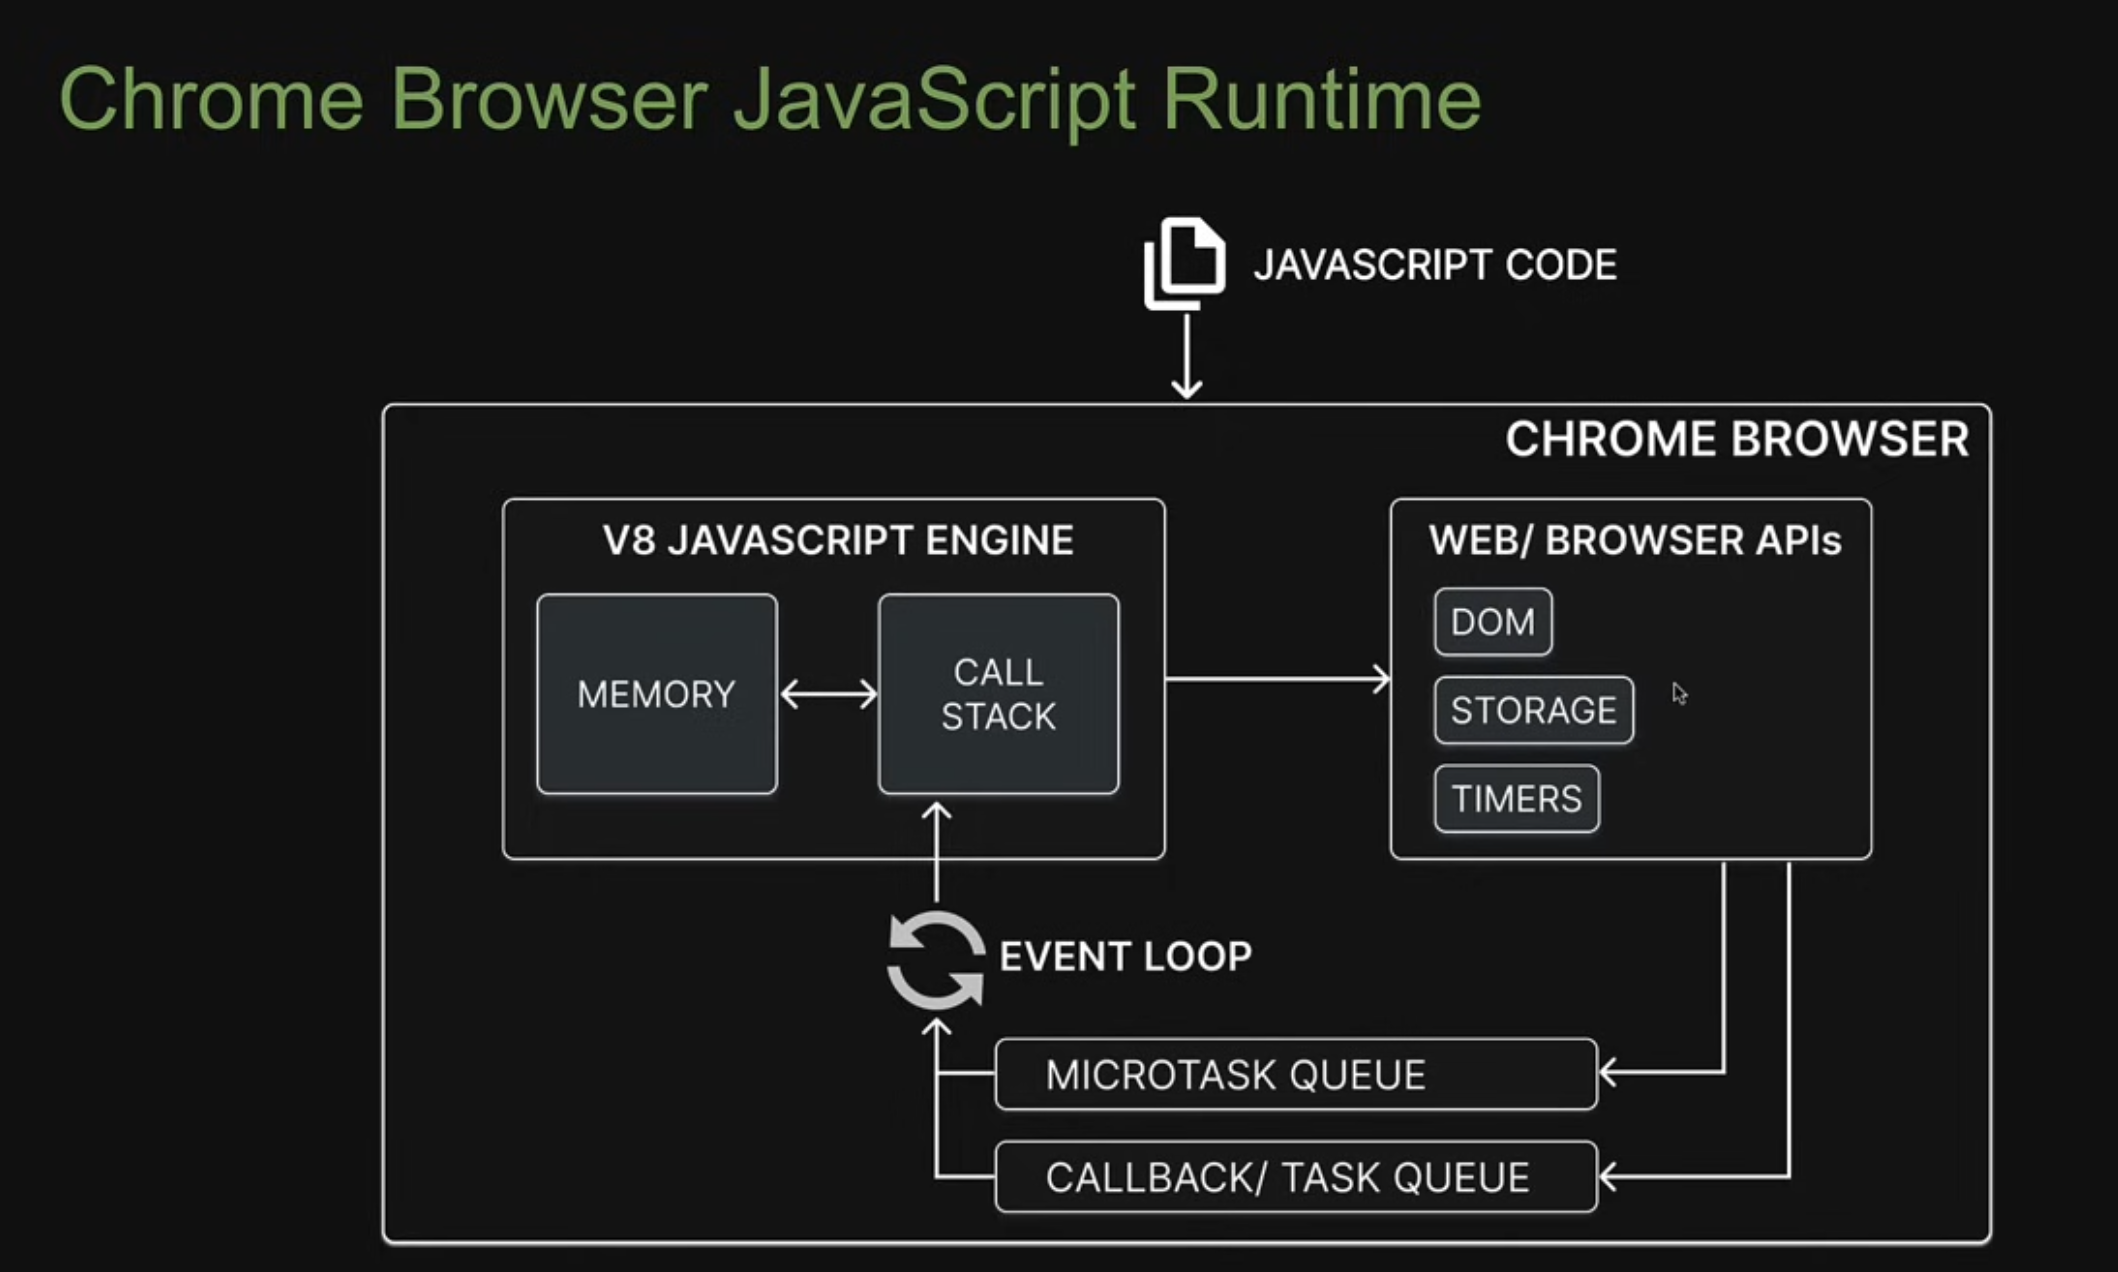 Chrome Browser JavaScript Runtime
JAVASCRIPT CODE
CHROME BROWSER
V8 JAVASCRIPT ENGINE
MEMORY
CALL
STACK
WEB/ BROWSER APIs
DOM
STORAGE
TIMERS
EVENT LOOP
MICROTASK QUEUE
CALLBACK/ TASK QUEUE